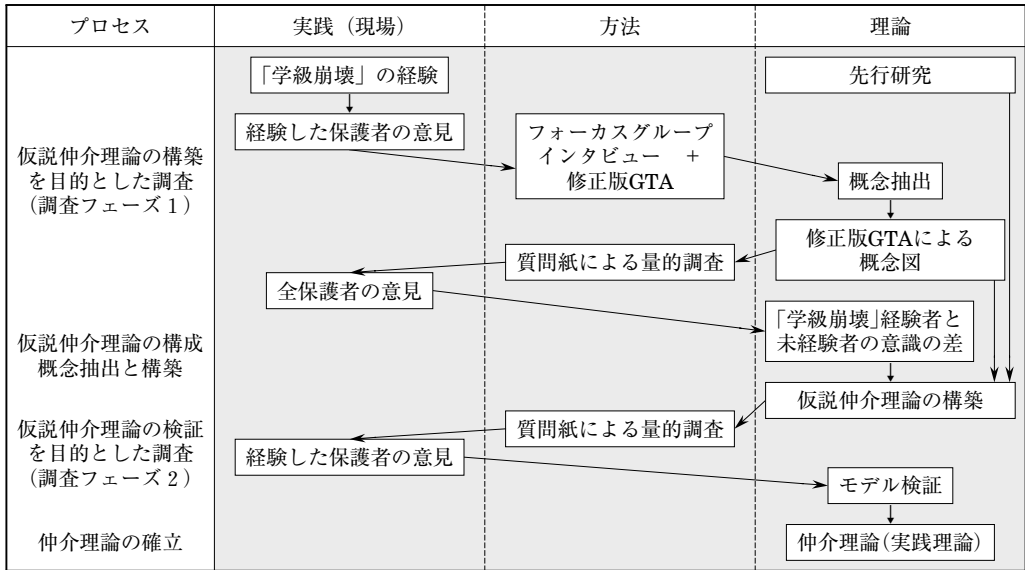 プロセス
実践（現場）
方法
理論
「学級崩壊」の経験
先行研究
経験した保護者の意見
フォーカスグループ
インタビュー　＋
修正版GTA
仮説仲介理論の構築
を目的とした調査
（調査フェーズ１）
概念抽出
修正版GTAによる
概念図
質問紙による量的調査
全保護者の意見
「学級崩壊」経験者と
未経験者の意識の差
仮説仲介理論の構成
概念抽出と構築
仮説仲介理論の構築
仮説仲介理論の検証
を目的とした調査
（調査フェーズ２）
質問紙による量的調査
経験した保護者の意見
モデル検証
仲介理論の確立
仲介理論（実践理論）